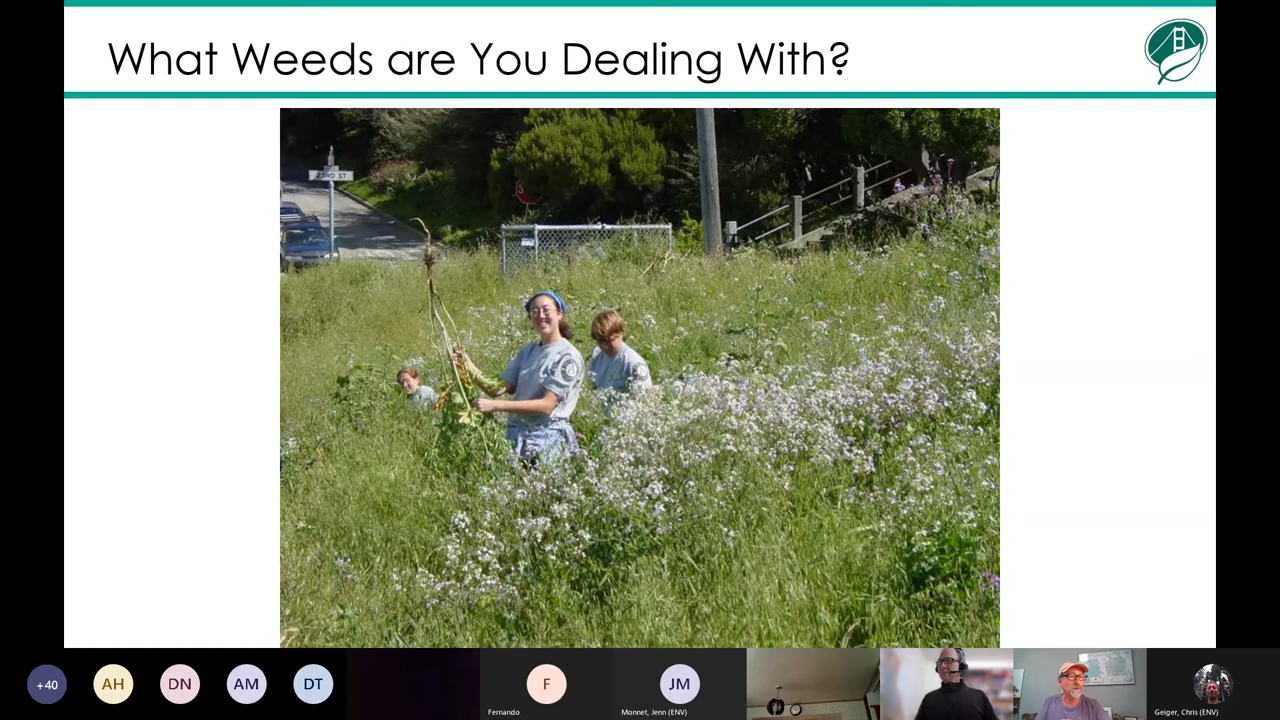 What Weeds are You Dealing With?
23RD ST
+40
AH
DN
AM
DT
F
JM
Fernando
Monnet, Jenn (ENV)
Geiger, Chris (ENV)